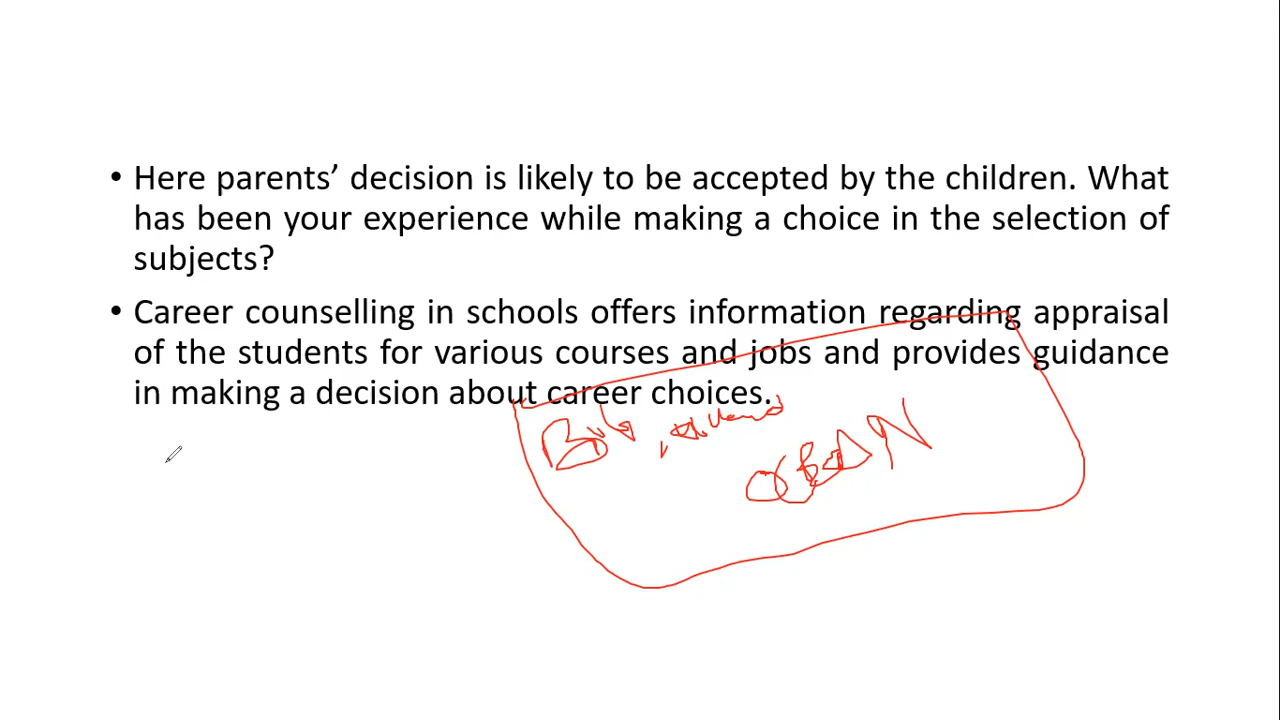 • Here parents’ decision is likely to be accepted by the children. What
has been your experience while making a choice in the selection of
subjects?
• Career counselling in schools offers information regarding appraisal
of the students for various courses and jobs and provides guidance
in making a decision about career choices.